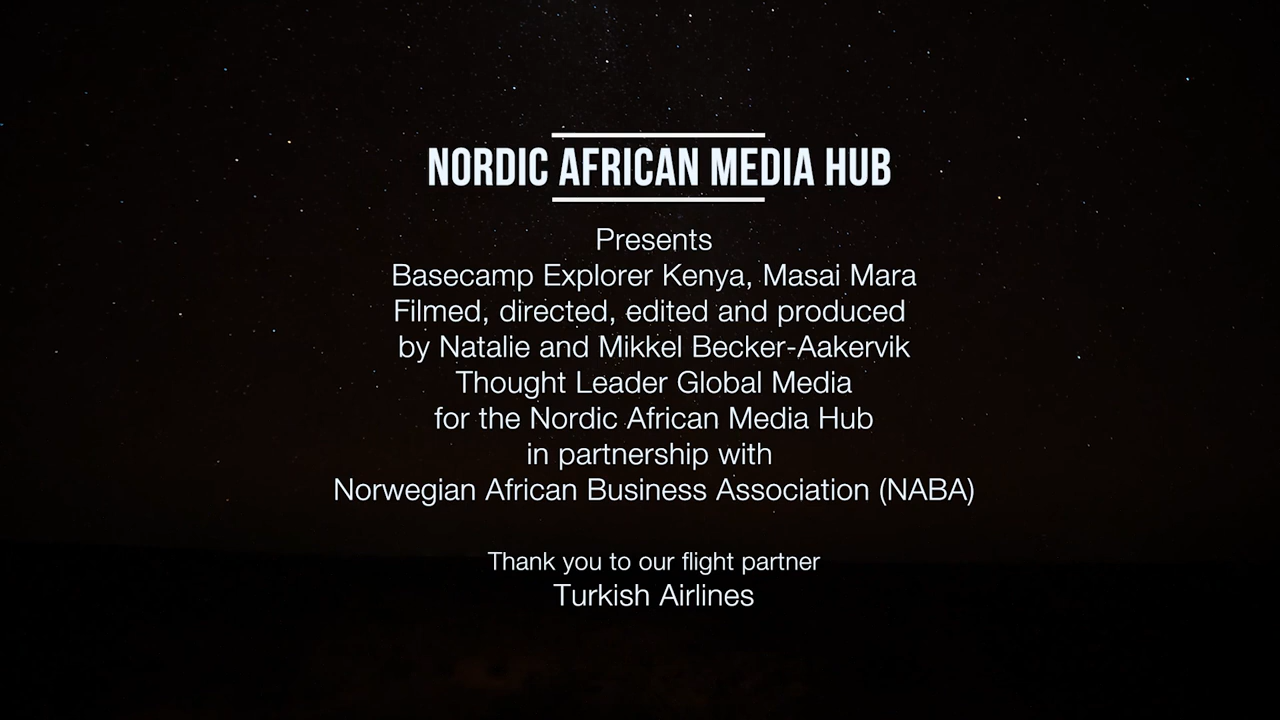 NORDIC AFRICAN MEDIA HUB
Presents
Basecamp Explorer Kenya, Masai Mara
Filmed, directed, edited and produced
by Natalie and Mikkel Becker-Aakervik
Thought Leader Global Media
for the Nordic African Media Hub
in partnership with
Norwegian African Business Association (NABA)
Thank you to our flight partner
Turkish Airlines